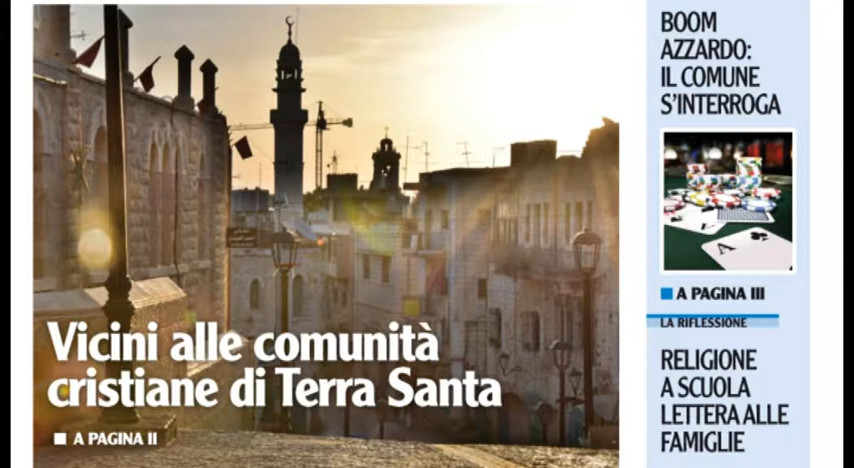 Vicini alle comunità
cristiane di Terra Santa
■ A PAGINA II
BOOM
AZZARDO:
IL COMUNE
S'INTERROGA
A
■ A PAGINA III
LA RIFLESSIONE
RELIGIONE
A SCUOLA
LETTERA ALLE
FAMIGLIE